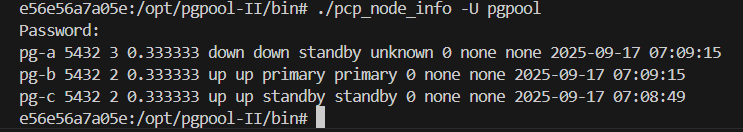 e56e56a7a05e:/opt/pgpool-II/bin# ./pcp_node_info -U pgpool
Password:
pg-a 5432 3 0.333333 down down standby unknown 0 none none 2025-09-17 07:09:15
pg-b 5432 2 0.333333 up up primary primary 0 none none 2025-09-17 07:09:15
pg-c 5432 2 0.333333 up up standby standby 0 none none 2025-09-17 07:08:49
e56e56a7a05e:/opt/pgpool-II/bin#